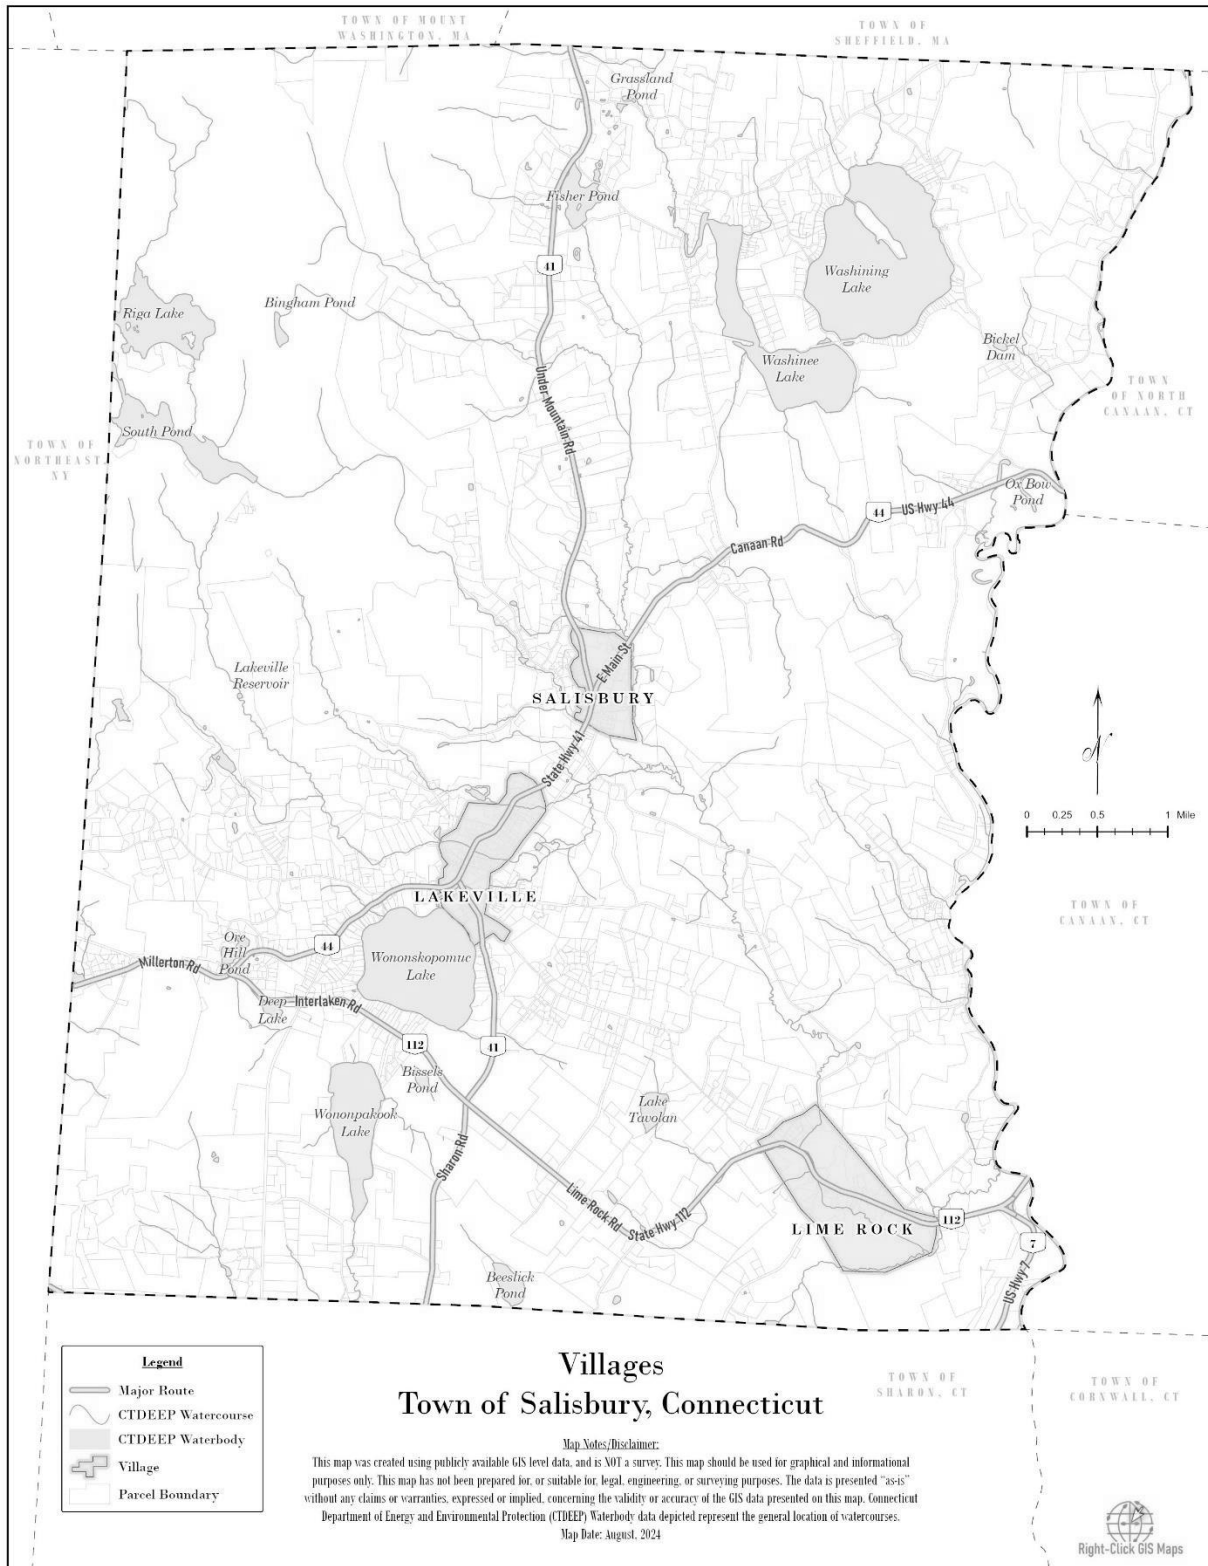 TOWN OF MOUNT
WASHINGTON, MA
TOWN OF
SHEFFIELD, MA
Grassland
Pond
Fisher Pond
41
Washining
Lake
Riga Lake
Bingham Pond
Bickel
Dam
Washinee
Lake
Under Mountain Rd
TOWN
OF NORTH
CANAAN, CT
South Pond
TOWN OF
NORTHEAST,
NY
Ox Bow
Pond
44
US Hwy 44
Canaan Rd
Lakeville
Reservoir
E Main St
SALISBURY
State Hwy 41
N
0 0.25 0.5 1 Mile
LAKEVILLE
TOWN OF
CANAAN, CT
Ore
Hill
Pond
44
Millerton Rd
Wononskopomuc
Lake
Deep
Lake
Interlaken Rd
112
41
Bissels
Pond
Lake
Tavolan
Wononpakook
Lake
Sharon Rd
Lime Rock Rd
State Hwy 112
LIME ROCK
112
7
US Hwy 7
Beeslick
Pond
Legend
Major Route
CTDEEP Watercourse
CTDEEP Waterbody
Village
Parcel Boundary
Villages
Town of Salisbury, Connecticut
TOWN OF
SHARON, CT
TOWN OF
CORNWALL, CT
Map Notes/Disclaimer:
This map was created using publicly available GIS level data, and is NOT a survey. This map should be used for graphical and informational
purposes only. This map has not been prepared for, or suitable for, legal, engineering, or surveying purposes. The data is presented "as-is"
without any claims or warranties, expressed or implied, concerning the validity or accuracy of the GIS data presented on this map. Connecticut
Department of Energy and Environmental Protection (CTDEEP) Waterbody data depicted represent the general location of watercourses.
Map Date: August, 2024
Right-Click GIS Maps